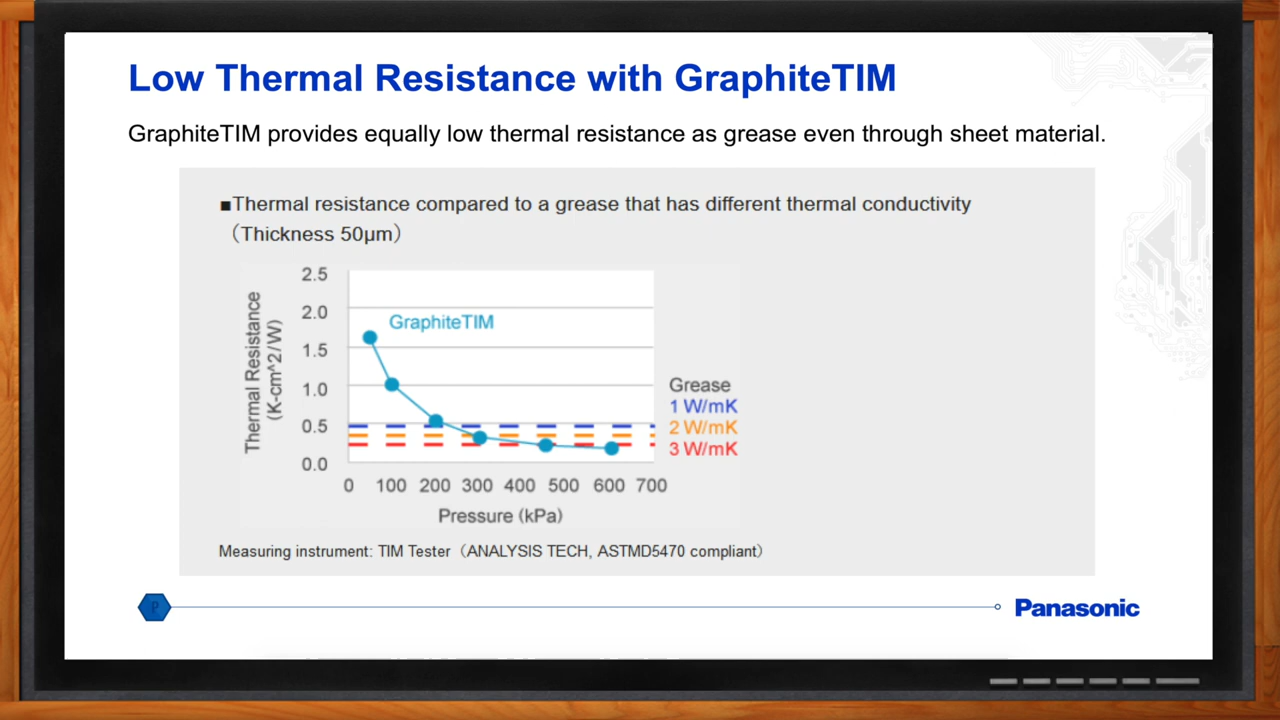 Low Thermal Resistance with GraphiteTIM
GraphiteTIM provides equally low thermal resistance as grease even through sheet material.
■Thermal resistance compared to a grease that has different thermal conductivity
（Thickness 50μm）
Thermal Resistance
(K-cm^2/W)
2.5
2.0
1.5
1.0
0.5
0.0
GraphiteTIM
Grease
1 W/mK
2 W/mK
3 W/mK
0 100 200 300 400 500 600 700
Pressure (kPa)
Measuring instrument: TIM Tester（ANALYSIS TECH, ASTMD5470 compliant）
P
Panasonic